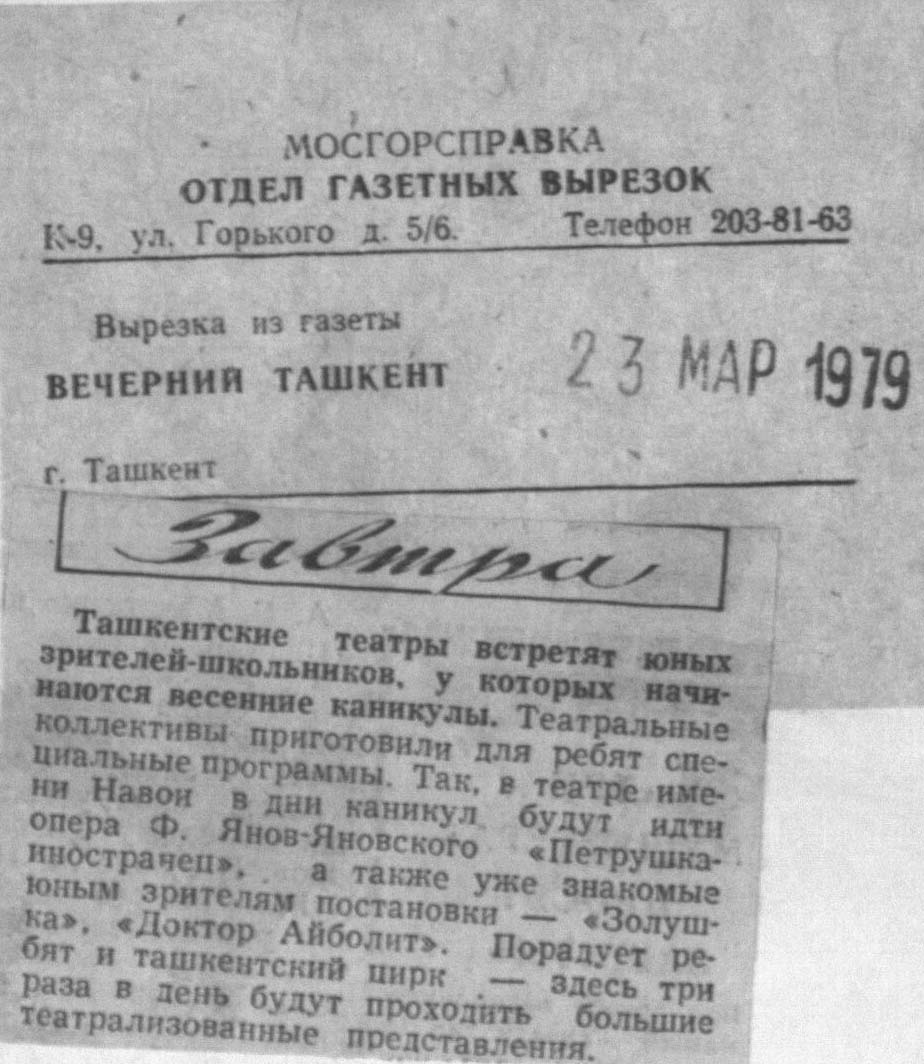 МОСГОРСПРАВКА
ОТДЕЛ ГАЗЕТНЫХ ВЫРЕЗОК
К-9, ул. Горького д. 5/6. Телефон 203-81-63
Вырезка из газеты
ВЕЧЕРНИЙ ТАШКЕНТ
23 МАР 1979
г. Ташкент
Завтра
Ташкентские театры встретят юных
зрителей-школьников, у которых начи-
наются весенние каникулы. Театральные
коллективы приготовили для ребят спе-
циальные программы. Так, в театре име-
ни Навои в дни каникул будут идти
опера Ф. Янов-Яновского «Петрушка-
иностранец», а также уже знакомые
юным зрителям постановки — «Золуш-
ка», «Доктор Айболит». Порадует ре-
бят и ташкентский цирк — здесь три
раза в день будут проходить большие
театрализованные представления.